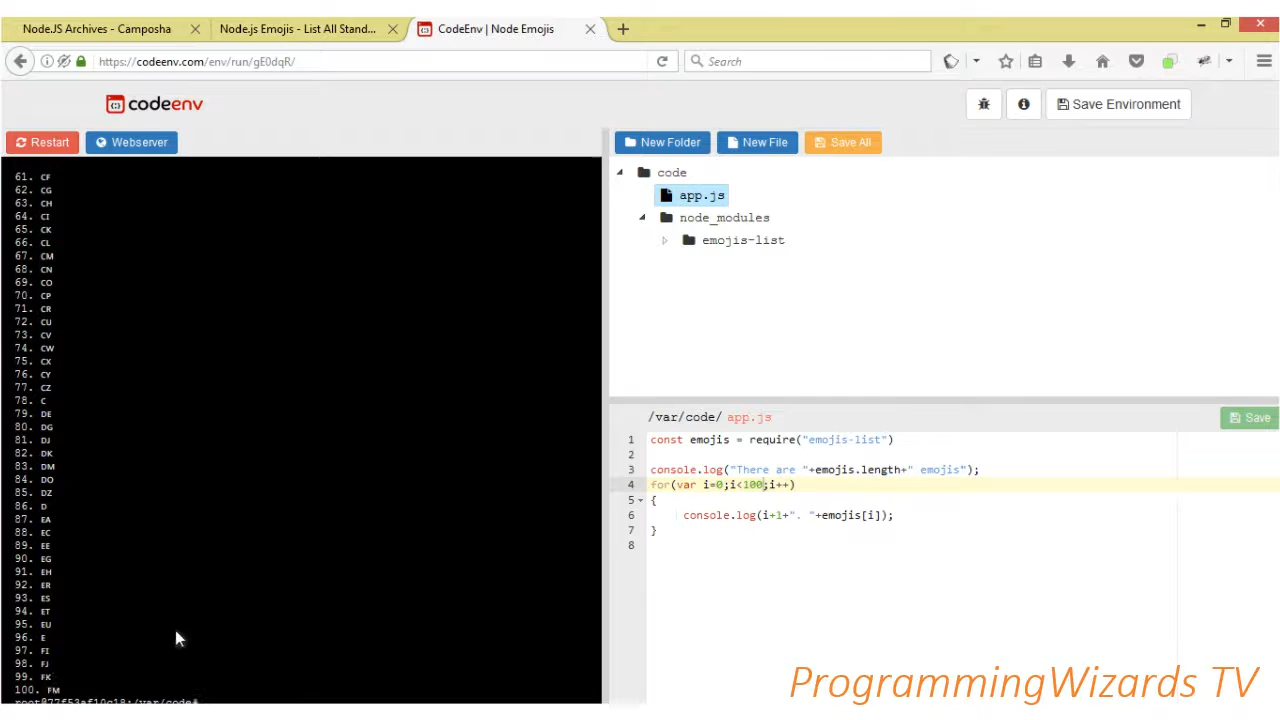 Node.JS Archives - Camposha
Node.js Emojis - List All Stand...
CodeEnv | Node Emojis
https://codeenv.com/env/run/gE0dqR/
Search
codeenv
Save Environment
Restart
Webserver
New Folder
New File
Save All
61. CF
62. CG
63. CH
64. CI
65. CK
66. CL
67. CM
68. CN
69. CO
70. CP
71. CR
72. CU
73. CV
74. CW
75. CX
76. CY
77. CZ
78. C
79. DE
80. DG
81. DJ
82. DK
83. DM
84. DO
85. DZ
86. D
87. EA
88. EC
89. EE
90. EG
91. EH
92. ER
93. ES
94. ET
95. EU
96. E
97. FI
98. FJ
99. FK
100. FM
root@77f53af10c18:/var/code#
code
app.js
node_modules
emojis-list
/var/code/ app.js
Save
1 const emojis = require("emojis-list")
2
3 console.log("There are "+emojis.length+" emojis");
4 for(var i=0;i<100;i++)
5 {
6 console.log(i+1+". "+emojis[i]);
7 }
8
ProgrammingWizards TV